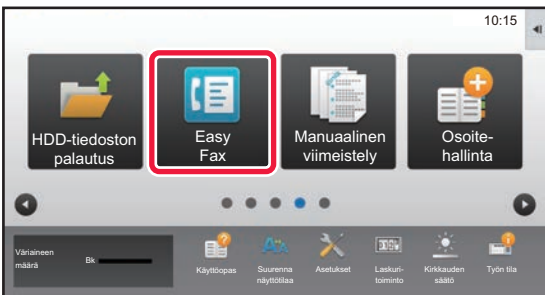 10:15
HDD-tiedoston
palautus
Easy
Fax
Manuaalinen
viimeistely
Osoite-
hallinta
Väriaineen
määrä
Bk
Käyttöopas
Suurenna
näyttötilaa
Asetukset
Laskuri-
toiminto
Kirkkauden
säätö
Työn tila